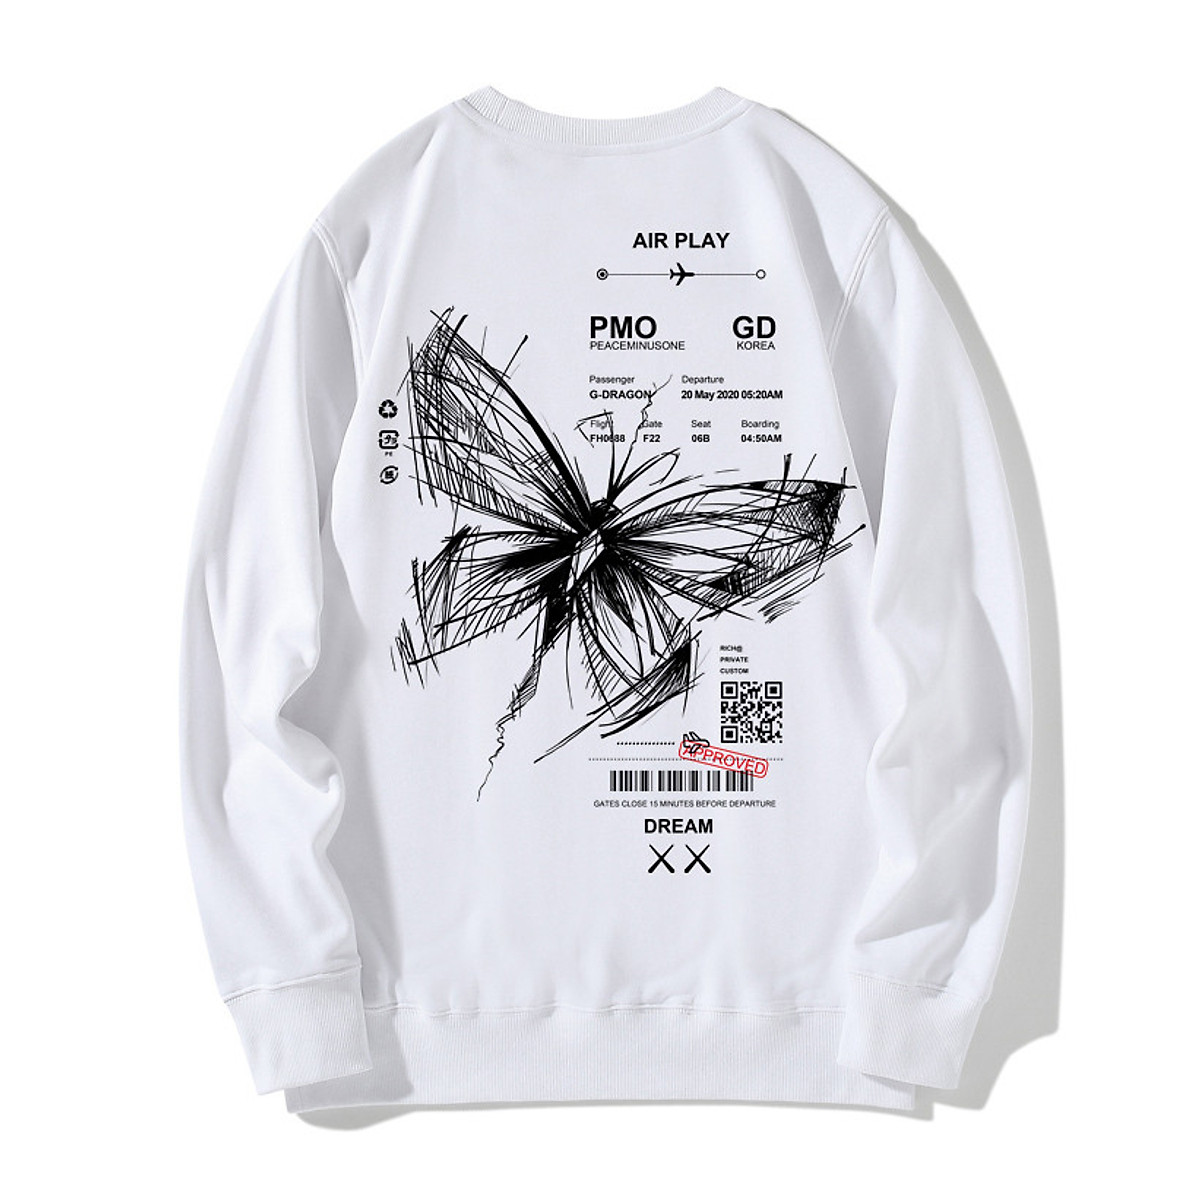 AIR PLAY
PMO GD
PEACEMINUSONE KOREA
Passenger Departure
G-DRAGON 20 May 2020 05:20AM
Flight Gate Seat Boarding
FH0688 F22 06B 04:50AM
PE
RICH@
PRIVATE
CUSTOM
APPROVED
GATES CLOSE 15 MINUTES BEFORE DEPARTURE
DREAM
XX